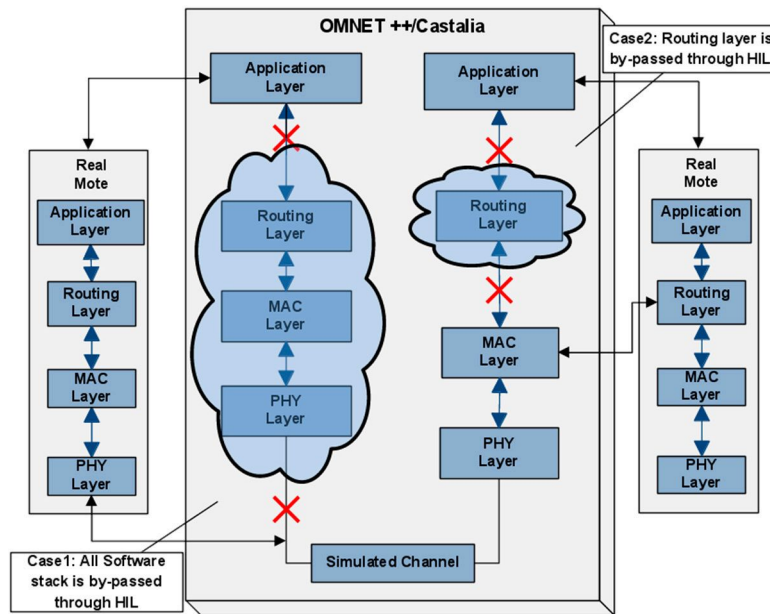 OMNET ++/Castalia
Case2: Routing layer is
by-passed through HIL
Application
Layer
Application
Layer
Real
Mote
Application
Layer
Routing
Layer
MAC
Layer
PHY
Layer
Routing
Layer
MAC
Layer
PHY
Layer
Routing
Layer
MAC
Layer
PHY
Layer
Real
Mote
Application
Layer
Routing
Layer
MAC
Layer
PHY
Layer
Simulated Channel
Case1: All Software
stack is by-passed
through HIL